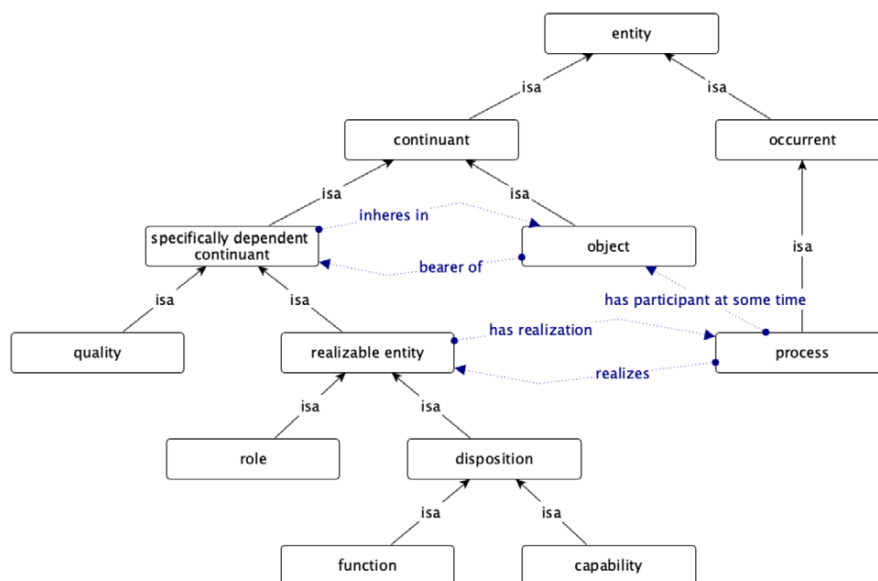 entity
isa
isa
continuant
occurrent
isa
isa
inheres in
specifically dependent
continuant
object
isa
bearer of
isa
isa
has participant at some time
has realization
quality
realizable entity
process
realizes
isa
isa
role
disposition
isa
isa
function
capability